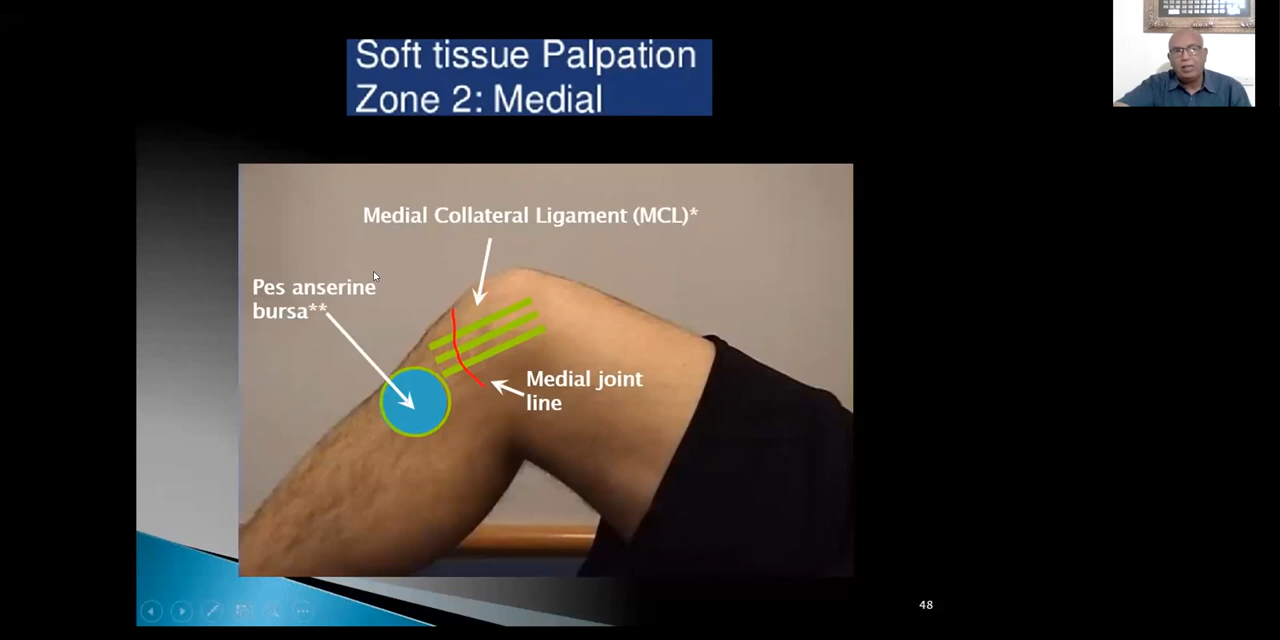 Soft tissue Palpation
Zone 2: Medial
Medial Collateral Ligament (MCL)*
Pes anserine
bursa**
Medial joint
line
48